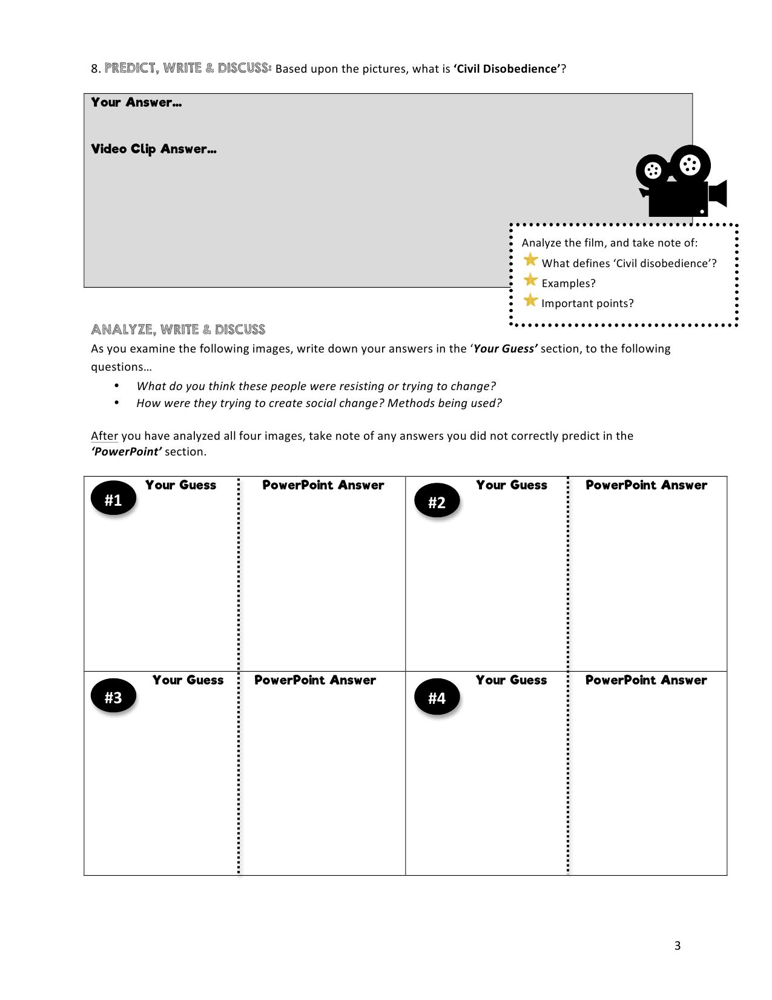 8. PREDICT, WRITE & DISCUSS: Based upon the pictures, what is ‘Civil Disobedience’?
Your Answer…
Video Clip Answer…
Analyze the film, and take note of:
What defines ‘Civil disobedience’?
Examples?
Important points?
ANALYZE, WRITE & DISCUSS
As you examine the following images, write down your answers in the ‘Your Guess’ section, to the following
questions…
• What do you think these people were resisting or trying to change?
• How were they trying to create social change? Methods being used?
After you have analyzed all four images, take note of any answers you did not correctly predict in the
‘PowerPoint’ section.
#1 Your Guess PowerPoint Answer #2 Your Guess PowerPoint Answer
#3 Your Guess PowerPoint Answer #4 Your Guess PowerPoint Answer
3